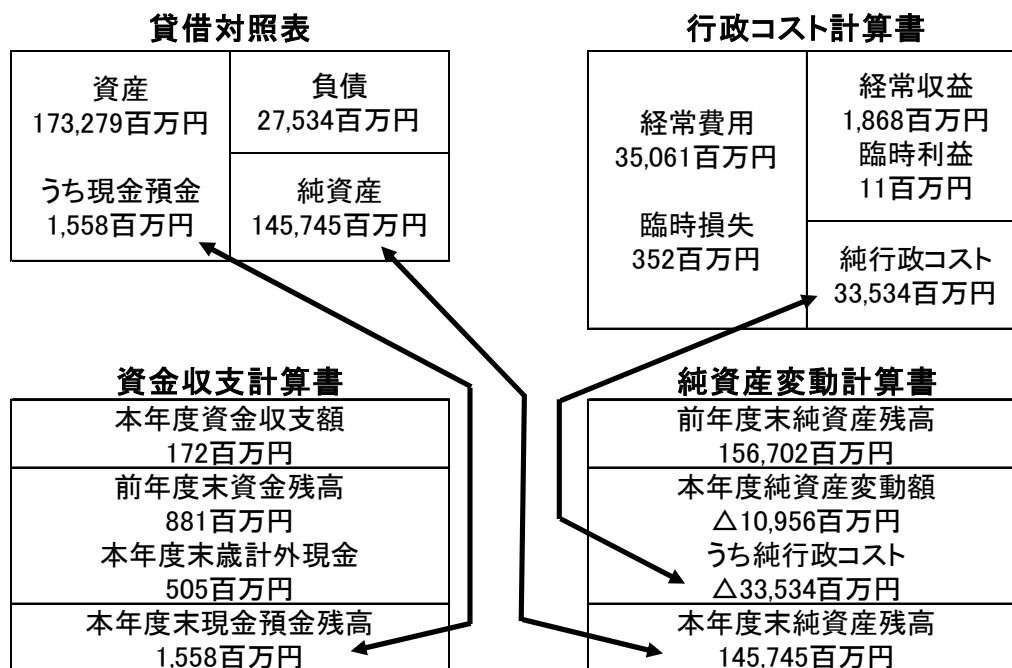 貸借対照表
資産
173,279百万円
うち現金預金
1,558百万円
負債
27,534百万円
純資産
145,745百万円
行政コスト計算書
経常費用
35,061百万円
臨時損失
352百万円
経常収益
1,868百万円
臨時利益
11百万円
純行政コスト
33,534百万円
資金収支計算書
本年度資金収支額
172百万円
前年度末資金残高
881百万円
本年度末歳計外現金
505百万円
本年度末現金預金残高
1,558百万円
純資産変動計算書
前年度末純資産残高
156,702百万円
本年度純資産変動額
△10,956百万円
うち純行政コスト
△33,534百万円
本年度末純資産残高
145,745百万円